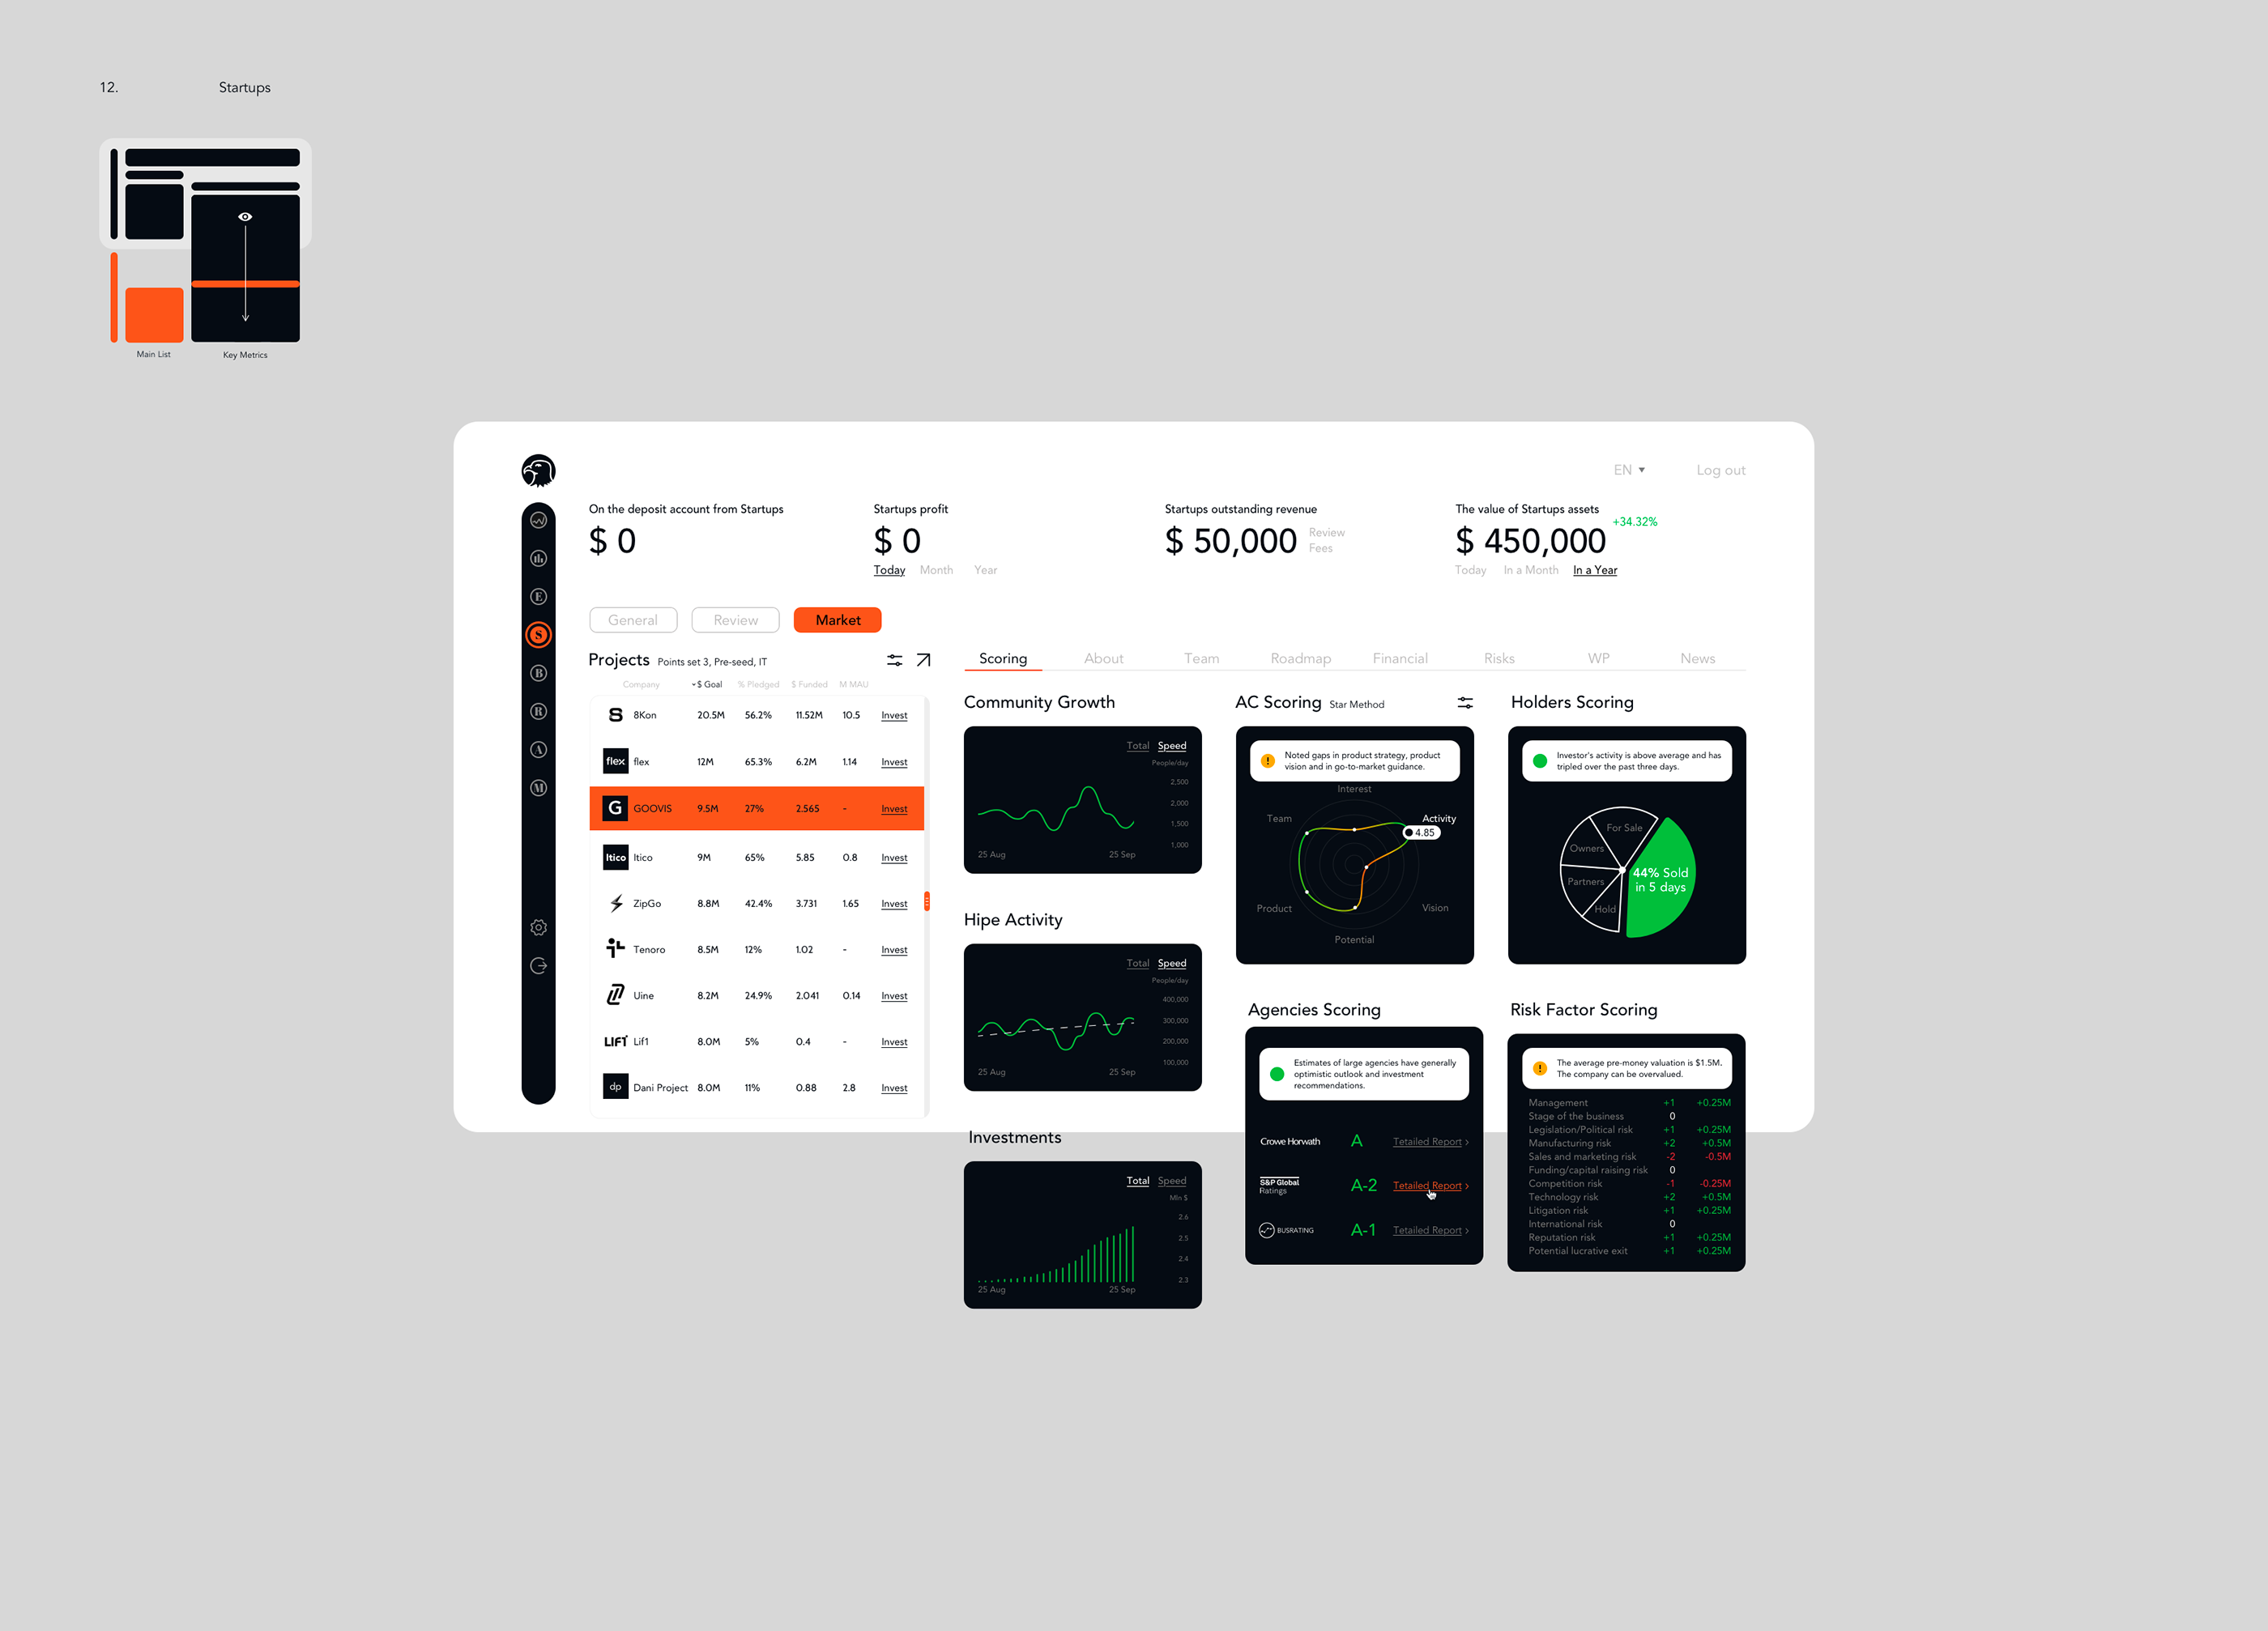 12.
Startups
Main List
Key Metrics
EN
Log out
On the deposit account from Startups
$ 0
Startups profit
$ 0
Today Month Year
Startups outstanding revenue
$ 50,000
Review
Fees
The value of Startups assets
$ 450,000
+34.32%
Today In a Month In a Year
E
S
B
R
A
M
General
Review
Market
Projects Points set 3, Pre-seed, IT
Company $ Goal % Pledged $ Funded M MAU
8Kon 20.5M 56.2% 11.52M 10.5 Invest
flex flex 12M 65.3% 6.2M 1.14 Invest
G GOOVIS 9.5M 27% 2.565 - Invest
ltico ltico 9M 65% 5.85 0.8 Invest
ZipGo 8.8M 42.4% 3.731 1.65 Invest
Tenoro 8.5M 12% 1.02 - Invest
Uine 8.2M 24.9% 2.041 0.14 Invest
LIFT Lif1 8.0M 5% 0.4 - Invest
dp Dani Project 8.0M 11% 0.88 2.8 Invest
Scoring About Team Roadmap Financial Risks WP News
Community Growth
Total Speed
People/day
2,500
2,000
1,500
1,000
25 Aug 25 Sep
Hipe Activity
Total Speed
People/day
400,000
300,000
200,000
100,000
25 Aug 25 Sep
Investments
Total Speed
Mln $
2.6
2.5
2.4
2.3
25 Aug 25 Sep
AC Scoring Star Method
Noted gaps in product strategy, product
vision and in go-to-market guidance.
Interest
Team
Activity
4.85
Product
Vision
Potential
Holders Scoring
Investor's activity is above average and has
tripled over the past three days.
For Sale
Owners
Partners
Hold
44% Sold
in 5 days
Agencies Scoring
Estimates of large agencies have generally
optimistic outlook and investment
recommendations.
Crowe Horwath A Tetailed Report ›
S&P Global
Ratings
A-2 Tetailed Report ›
BUSRATING A-1 Tetailed Report ›
Risk Factor Scoring
The average pre-money valuation is $1.5M.
The company can be overvalued.
Management +1 +0.25M
Stage of the business 0
Legislation/Political risk +1 +0.25M
Manufacturing risk +2 +0.5M
Sales and marketing risk -2 -0.5M
Funding/capital raising risk 0
Competition risk -1 -0.25M
Technology risk +2 +0.5M
Litigation risk +1 +0.25M
International risk 0
Reputation risk +1 +0.25M
Potential lucrative exit +1 +0.25M